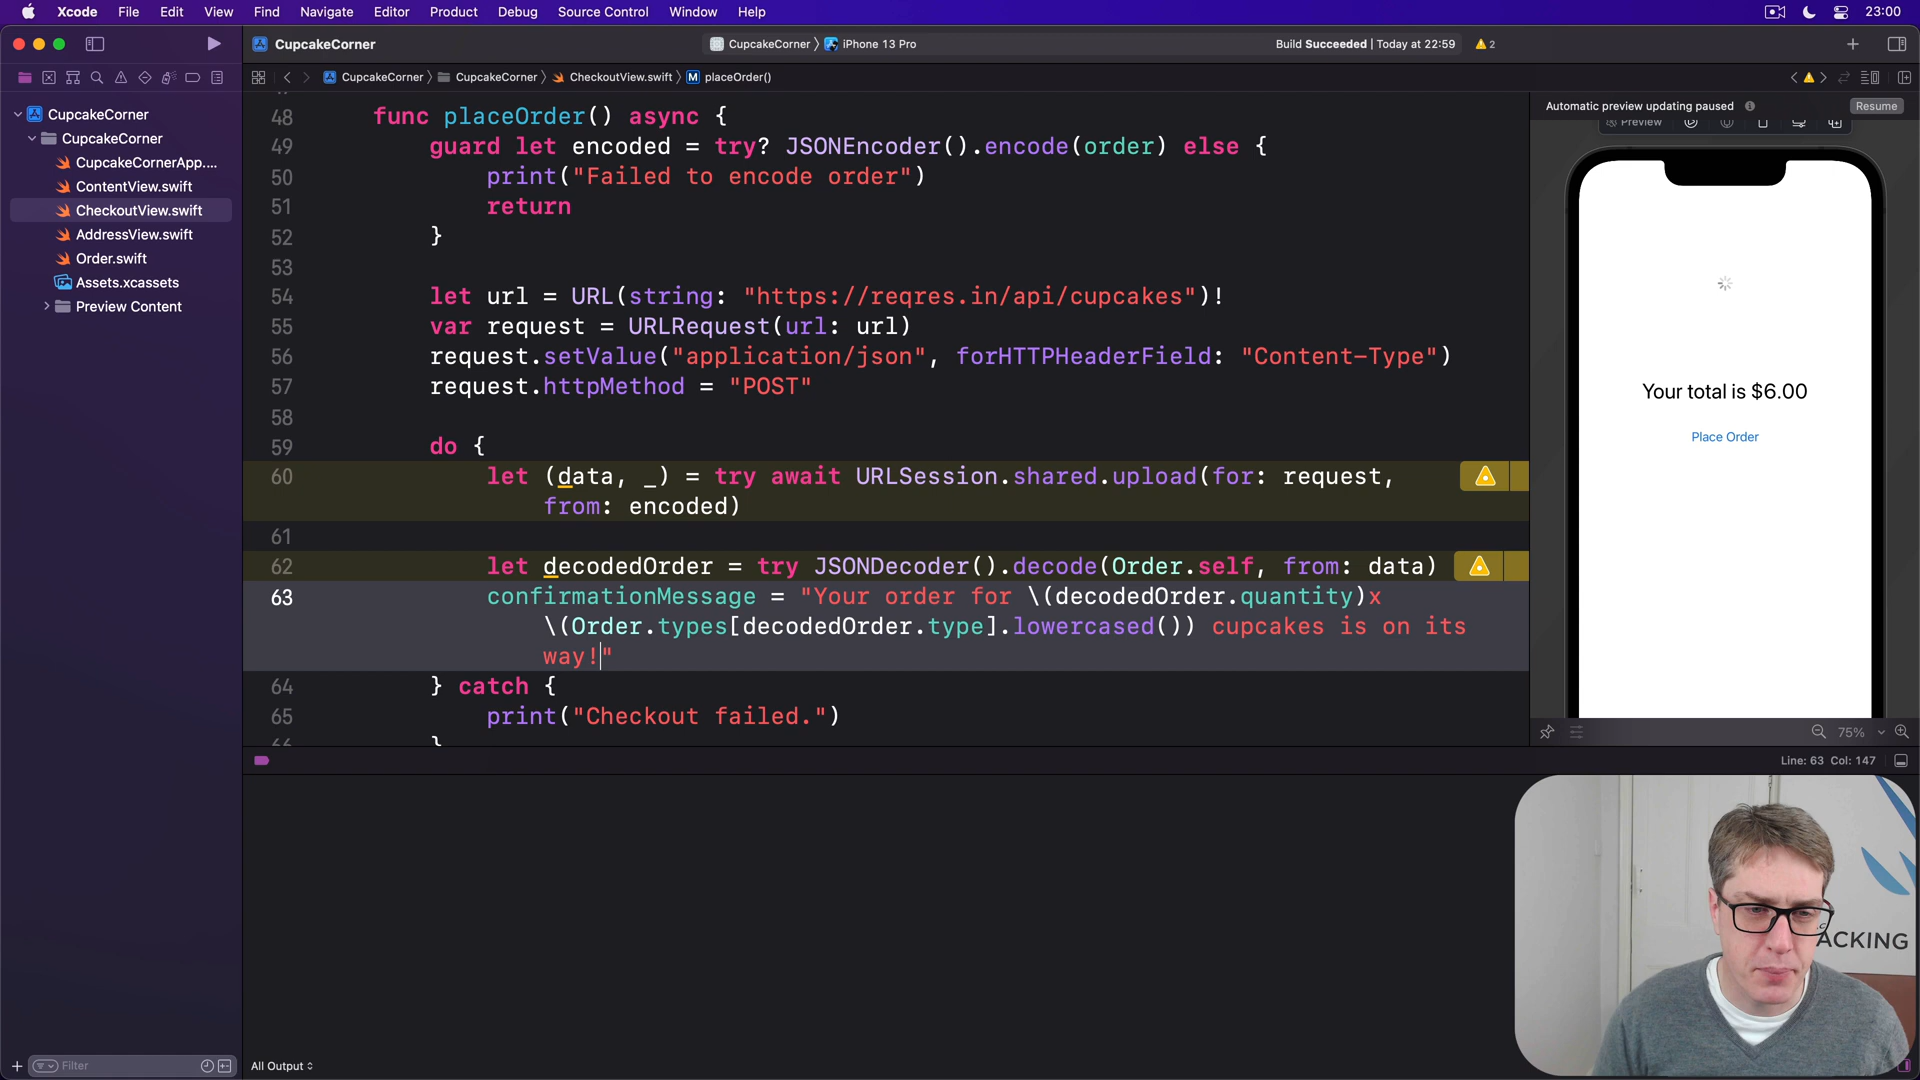 Xcode File Edit View Find Navigate Editor Product Debug Source Control Window Help 23:00
CupcakeCorner CupcakeCorner iPhone 13 Pro Build Succeeded | Today at 22:59 2
CupcakeCorner CupcakeCorner CheckoutView.swift M placeOrder()
CupcakeCorner
CupcakeCorner
CupcakeCornerApp....
ContentView.swift
CheckoutView.swift
AddressView.swift
Order.swift
Assets.xcassets
Preview Content
Filter
48 func placeOrder() async {
49 guard let encoded = try? JSONEncoder().encode(order) else {
50 print("Failed to encode order")
51 return
52 }
53
54 let url = URL(string: "https://reqres.in/api/cupcakes")!
55 var request = URLRequest(url: url)
56 request.setValue("application/json", forHTTPHeaderField: "Content-Type")
57 request.httpMethod = "POST"
58
59 do {
60 let (data, _) = try await URLSession.shared.upload(for: request,
from: encoded)
61
62 let decodedOrder = try JSONDecoder().decode(Order.self, from: data)
63 confirmationMessage = "Your order for \(decodedOrder.quantity)x
\(Order.types[decodedOrder.type].lowercased()) cupcakes is on its
way!"
64 } catch {
65 print("Checkout failed.")
66 }
Automatic preview updating paused Resume
Preview
Your total is $6.00
Place Order
75%
Line: 63 Col: 147
All Output
ACKING